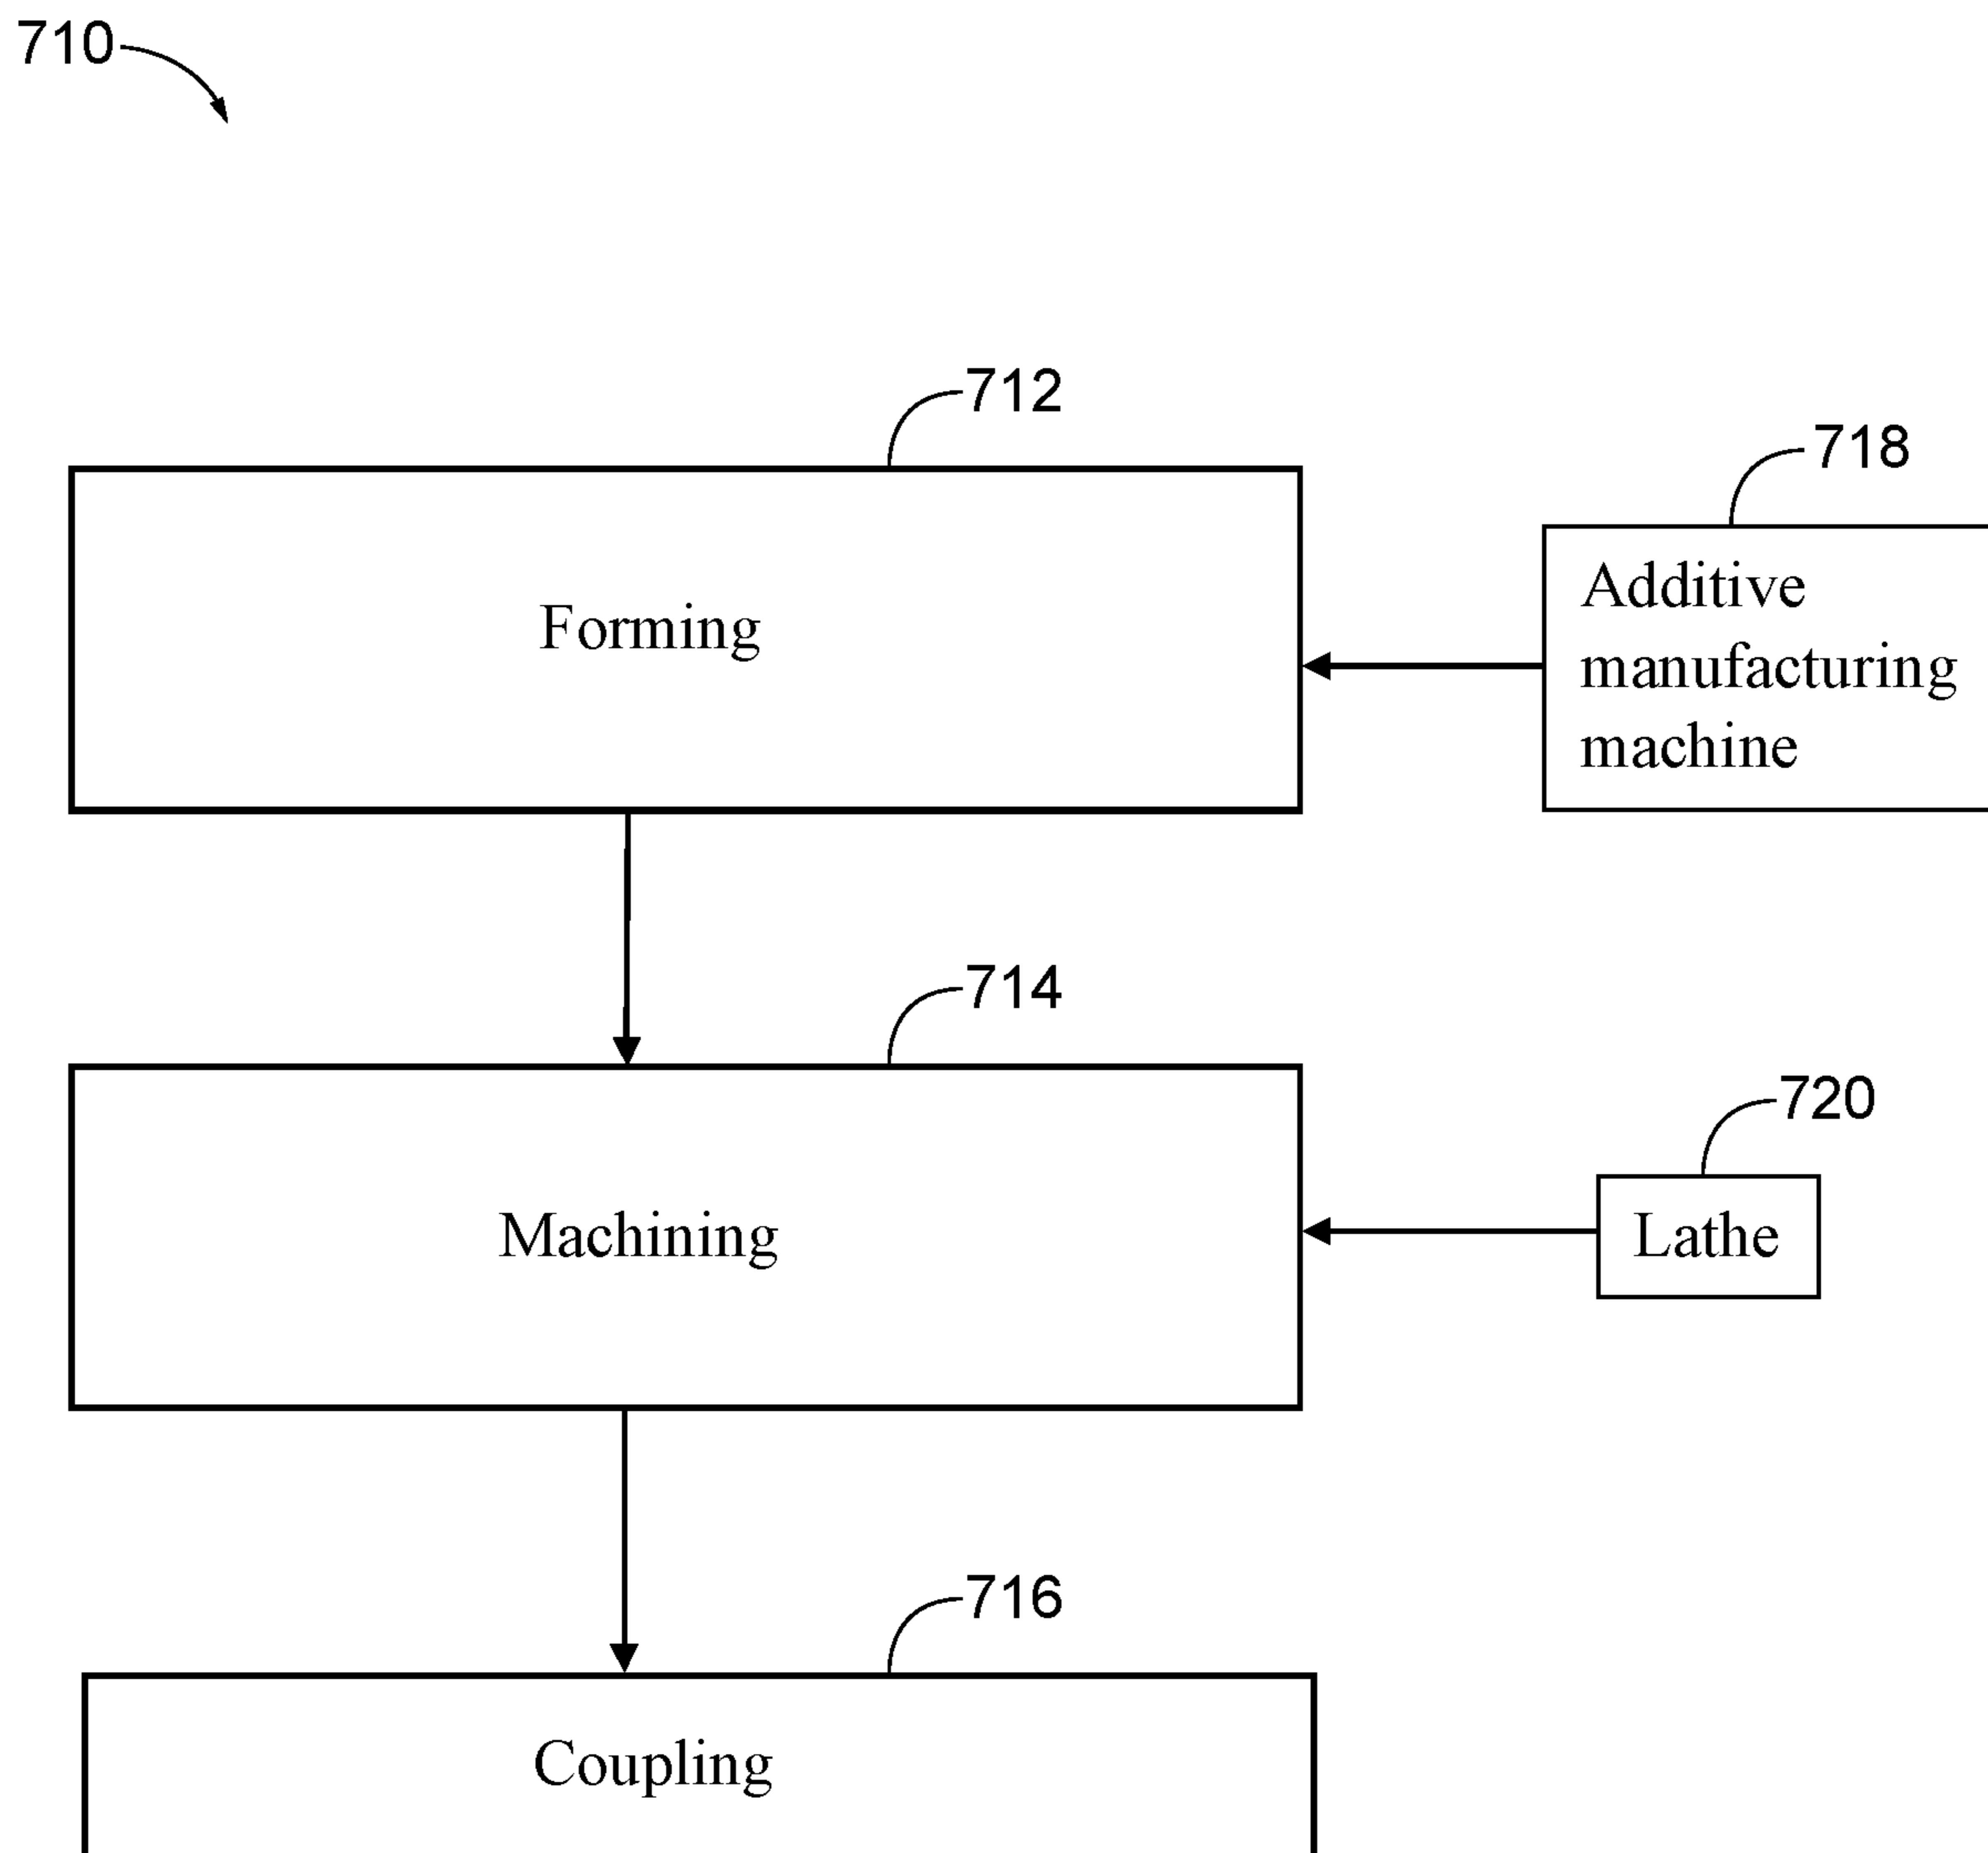 710
712
718
Forming
Additive
manufacturing
machine
714
720
Machining
Lathe
716
Coupling